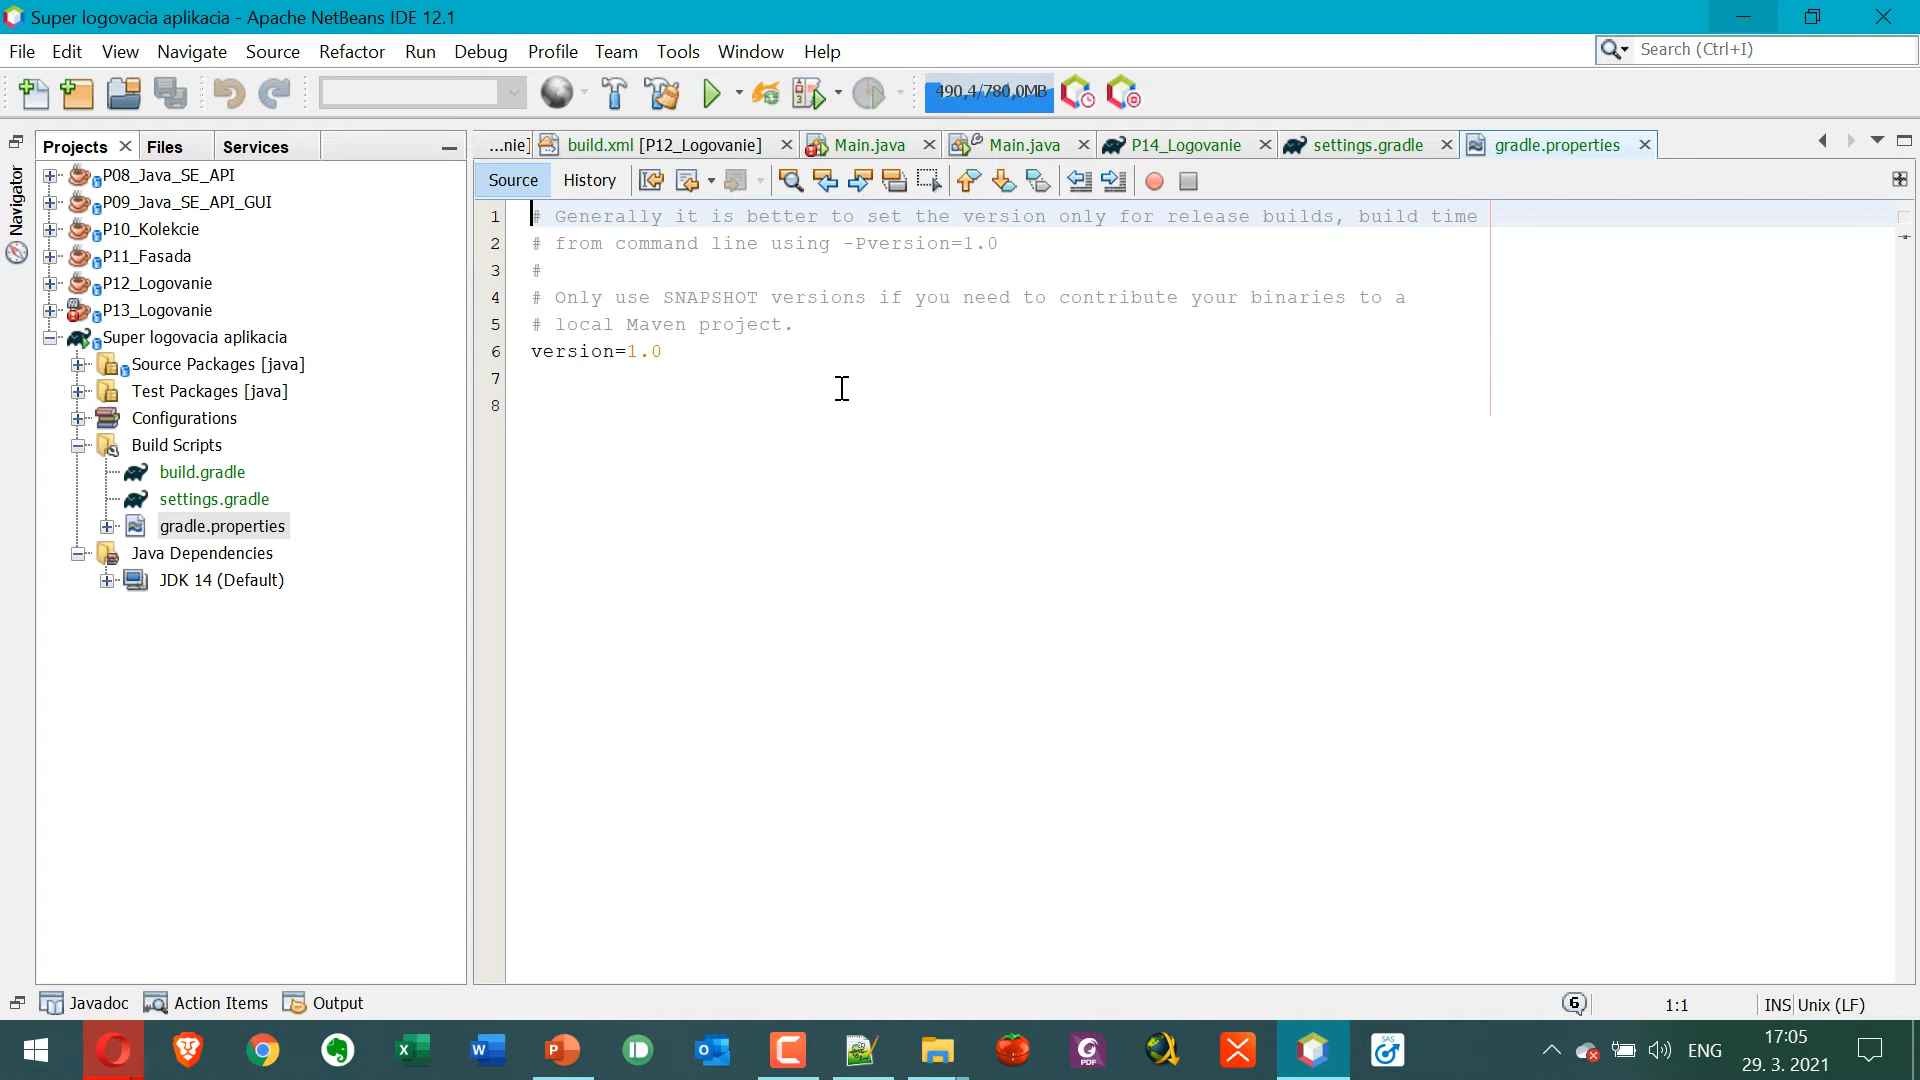 Super logovacia aplikacia - Apache NetBeans IDE 12.1
File Edit View Navigate Source Refactor Run Debug Profile Team Tools Window Help
Search (Ctrl+I)
490,4/780,0MB
Projects Files Services
...nie] build.xml [P12_Logovanie] Main.java Main.java P14_Logovanie settings.gradle gradle.properties
Source History
Navigator
P08_Java_SE_API
P09_Java_SE_API_GUI
P10_Kolekcie
P11_Fasada
P12_Logovanie
P13_Logovanie
Super logovacia aplikacia
Source Packages [java]
Test Packages [java]
Configurations
Build Scripts
build.gradle
settings.gradle
gradle.properties
Java Dependencies
JDK 14 (Default)
1 # Generally it is better to set the version only for release builds, build time
2 # from command line using -Pversion=1.0
3 #
4 # Only use SNAPSHOT versions if you need to contribute your binaries to a
5 # local Maven project.
6 version=1.0
7
8
Javadoc Action Items Output
6 1:1 INS Unix (LF)
ENG 17:05
29. 3. 2021